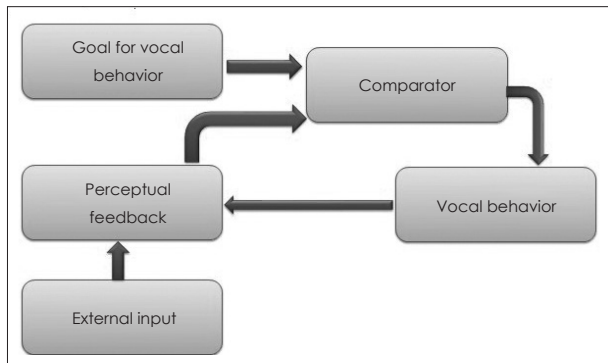 Goal for vocal
behavior
Comparator
Perceptual
feedback
Vocal behavior
External input